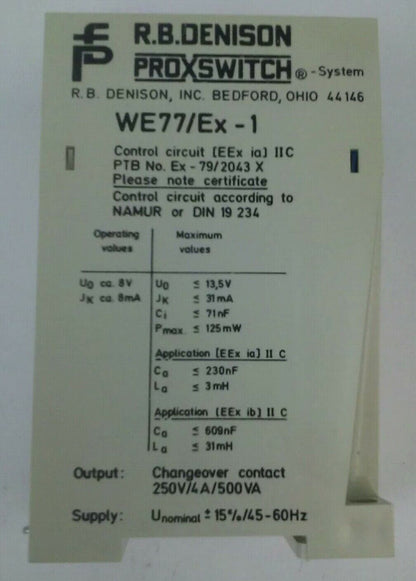 R.B.DENISON
PROXSWITCH ® - System
R. B. DENISON, INC. BEDFORD, OHIO 44146
WE77/Ex - 1
Control circuit [EEx ia] II C
PTB No. Ex - 79/2043 X
Please note certificate
Control circuit according to
NAMUR or DIN 19 234
Operating values
Maximum values
U₀ ca. 8V
Jₖ ca. 8mA
U₀ ≤ 13,5V
Jₖ ≤ 31mA
Cᵢ ≤ 71nF
Pmax. ≤ 125mW
Application [EEx ia] II C
Cₐ ≤ 230nF
Lₐ ≤ 3mH
Application [EEx ib] II C
Cₐ ≤ 609nF
Lₐ ≤ 31mH
Output: Changeover contact
250V/4A/500VA
Supply: Unominal ± 15%/45-60Hz